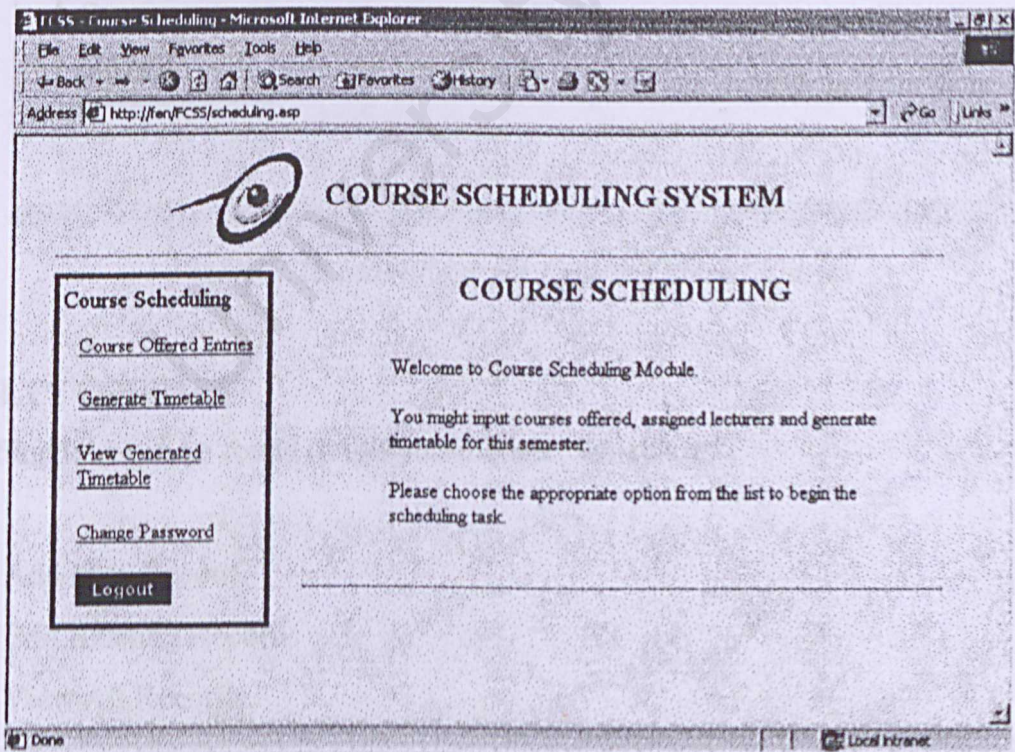 FCSS - Course Scheduling - Microsoft Internet Explorer
File Edit View Favorites Tools Help
Back Search Favorites History
Address http://fen/FCSS/scheduling.asp Go Links »
COURSE SCHEDULING SYSTEM
Course Scheduling
Course Offered Entries
Generate Timetable
View Generated
Timetable
Change Password
Logout
COURSE SCHEDULING
Welcome to Course Scheduling Module.
You might input courses offered, assigned lecturers and generate
timetable for this semester.
Please choose the appropriate option from the list to begin the
scheduling task.
Done Local intranet